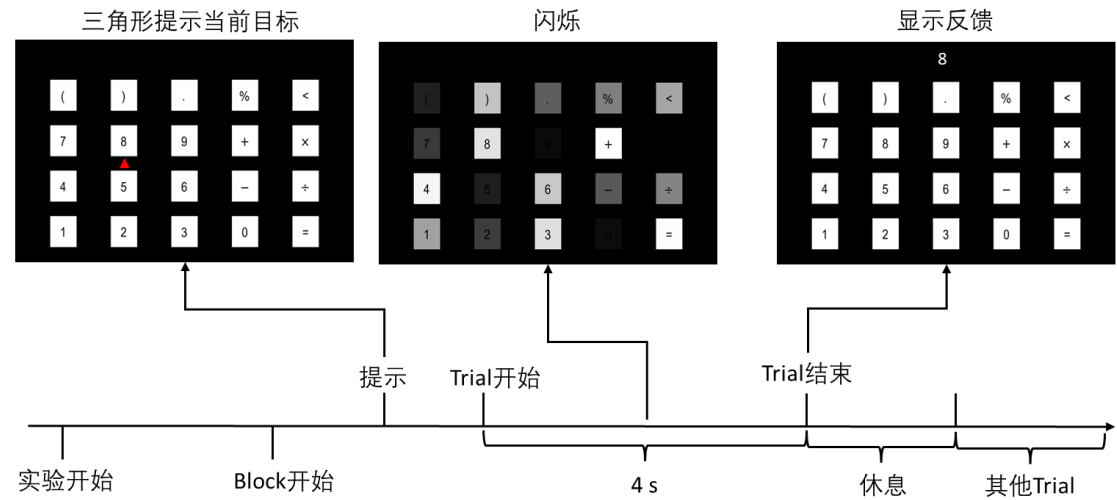 三角形提示当前目标
闪烁
显示反馈
( ) . % <
7 8 9 + ×
4 5 6 − ÷
1 2 3 0 =
( ) . % <
7 8 9 +
4 5 6 − ÷
1 2 3 0 =
8
( ) . % <
7 8 9 + ×
4 5 6 − ÷
1 2 3 0 =
提示
Trial开始
Trial结束
实验开始
Block开始
4 s
休息
其他Trial